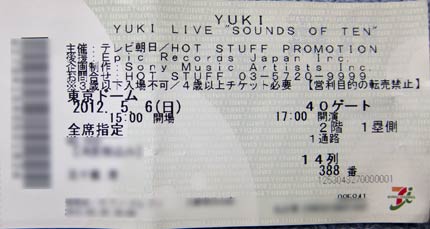 YUKI
YUKI LIVE "SOUNDS OF TEN"
主催:テレビ朝日/HOT STUFF PROMOTION
後援:Epic Records Japan Inc.
企画制作:Sony Music Artists Inc.
お問合せ:HOT STUFF 03-5720-9999
※3歳以下入場不可/4歳以上チケット必要 【営利目的の転売禁止】
東京ドーム 40ゲート
2012. 5. 6(日) 17:00 開演
15:00 開場 2階 1塁側
全席指定 1通路
14列
388 番
1253043270000001